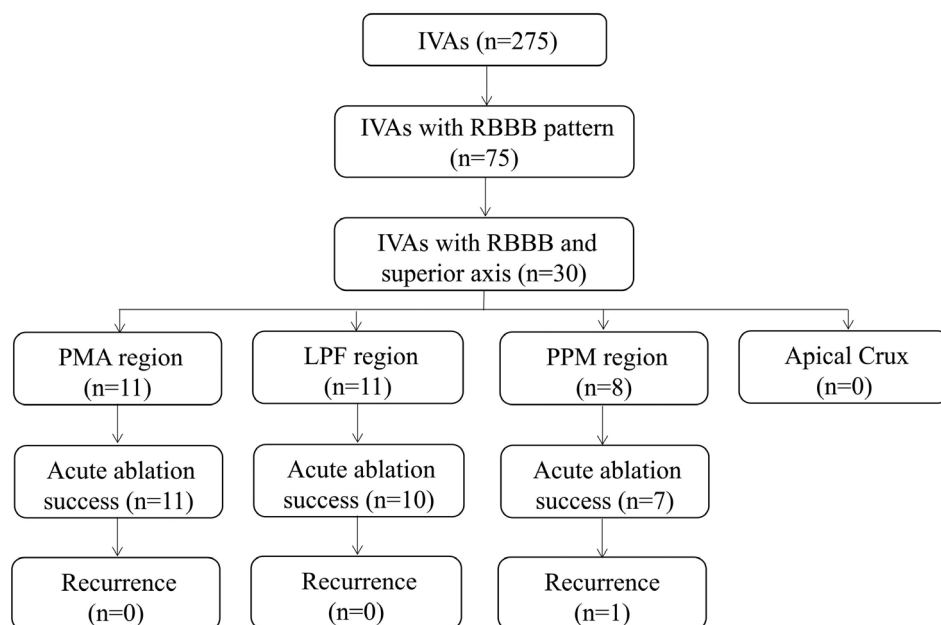 IVAs (n=275)
IVAs with RBBB pattern
(n=75)
IVAs with RBBB and
superior axis (n=30)
PMA region
(n=11)
LPF region
(n=11)
PPM region
(n=8)
Apical Crux
(n=0)
Acute ablation
success (n=11)
Acute ablation
success (n=10)
Acute ablation
success (n=7)
Recurrence
(n=0)
Recurrence
(n=0)
Recurrence
(n=1)